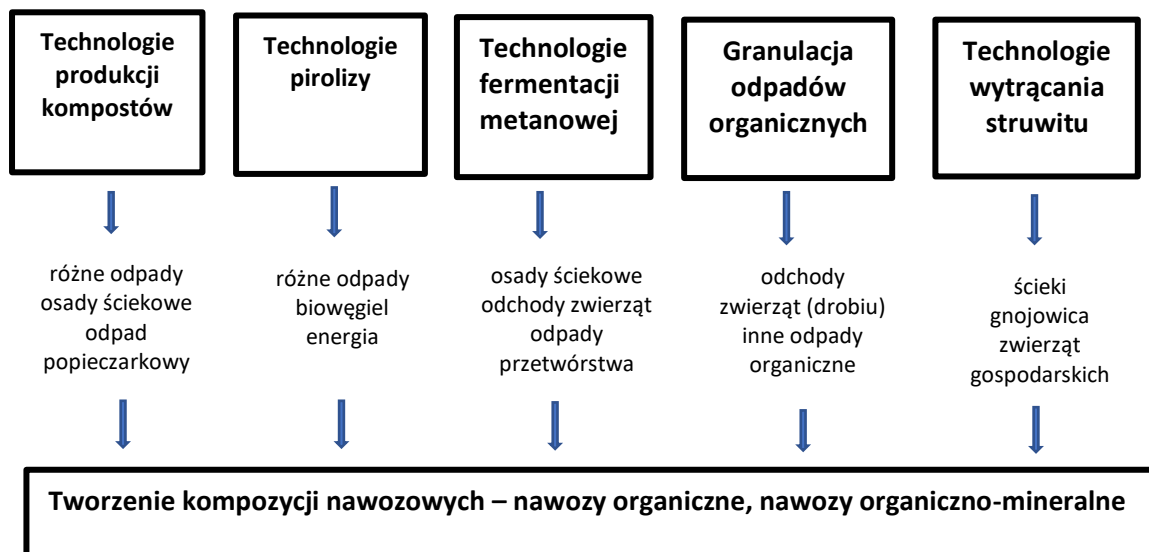 Technologie
produkcji
kompostów
Technologie
pirolizy
Technologie
fermentacji
metanowej
Granulacja
odpadów
organicznych
Technologie
wytrącania
struwitu
różne odpady
osady ściekowe
odpad
popieczarkowy
różne odpady
biowęgiel
energia
osady ściekowe
odchody zwierząt
odpady
przetwórstwa
odchody
zwierząt (drobiu)
inne odpady
organiczne
ścieki
gnojowica
zwierząt
gospodarskich
Tworzenie kompozycji nawozowych – nawozy organiczne, nawozy organiczno-mineralne